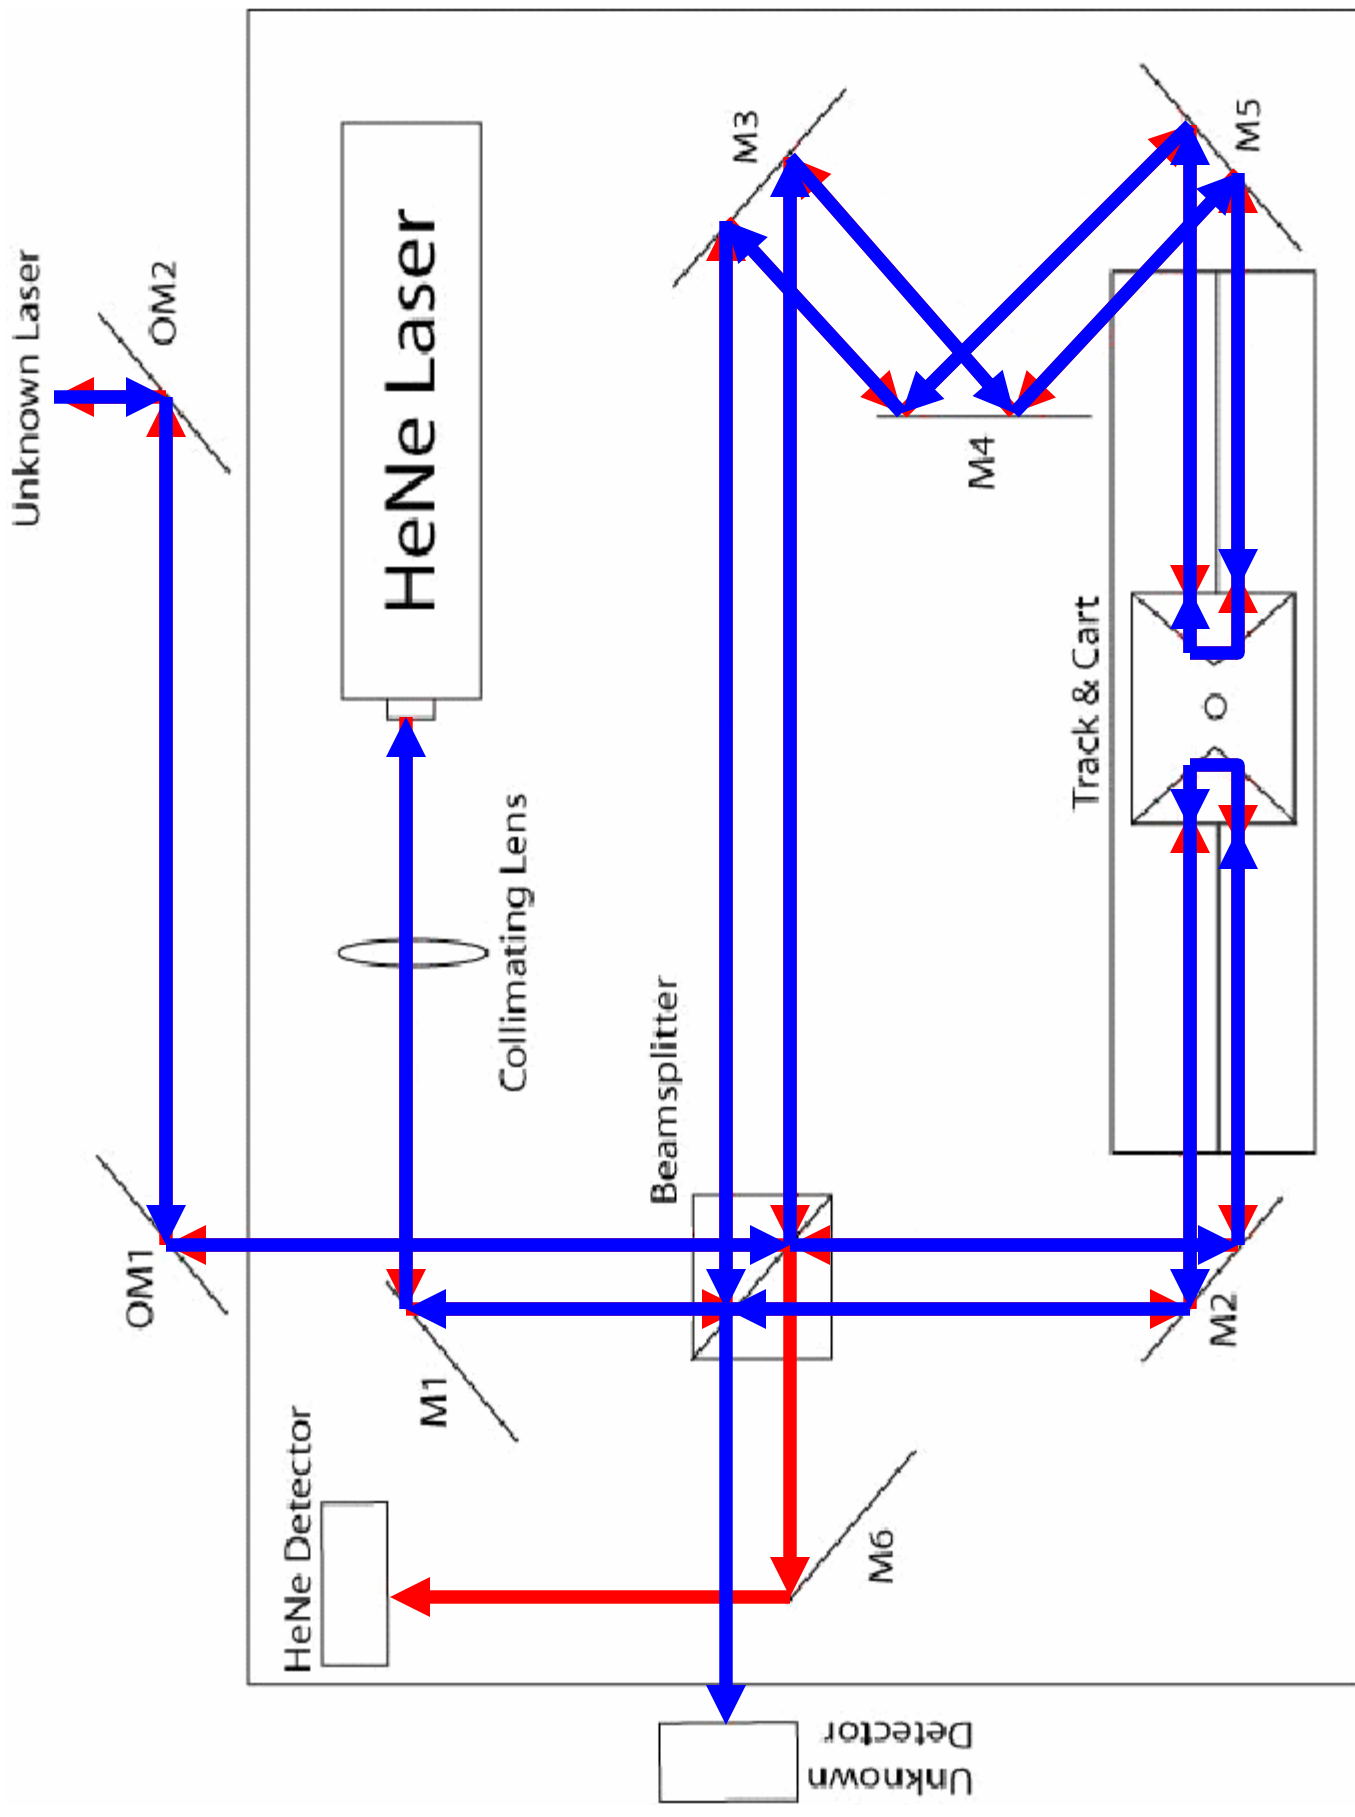 Unknown Laser
OM2
HeNe Laser
M3
M5
M4
Track & Cart
Collimating Lens
Beamsplitter
OM1
M1
M2
HeNe Detector
M6
Unknown
Detector